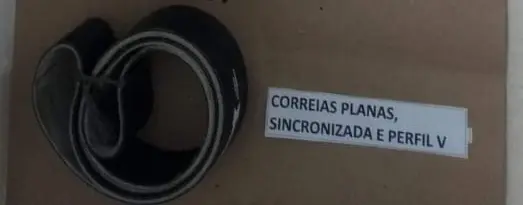 CORREIAS PLANAS,
SINCRONIZADA E PERFIL V